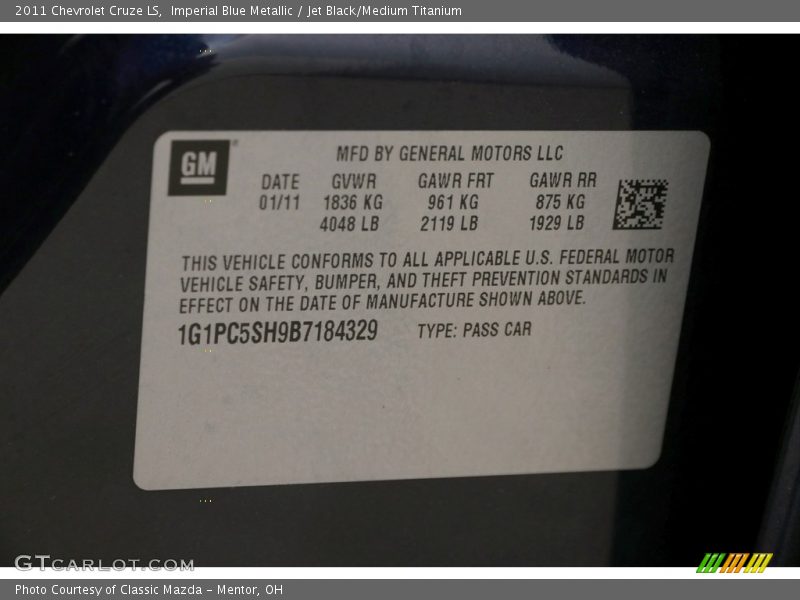 2011 Chevrolet Cruze LS, Imperial Blue Metallic / Jet Black/Medium Titanium
GM
MFD BY GENERAL MOTORS LLC
DATE GVWR GAWR FRT GAWR RR
01/11 1836 KG 961 KG 875 KG
4048 LB 2119 LB 1929 LB
THIS VEHICLE CONFORMS TO ALL APPLICABLE U.S. FEDERAL MOTOR
VEHICLE SAFETY, BUMPER, AND THEFT PREVENTION STANDARDS IN
EFFECT ON THE DATE OF MANUFACTURE SHOWN ABOVE.
1G1PC5SH9B7184329 TYPE: PASS CAR
GTCARLOT.COM
Photo Courtesy of Classic Mazda - Mentor, OH